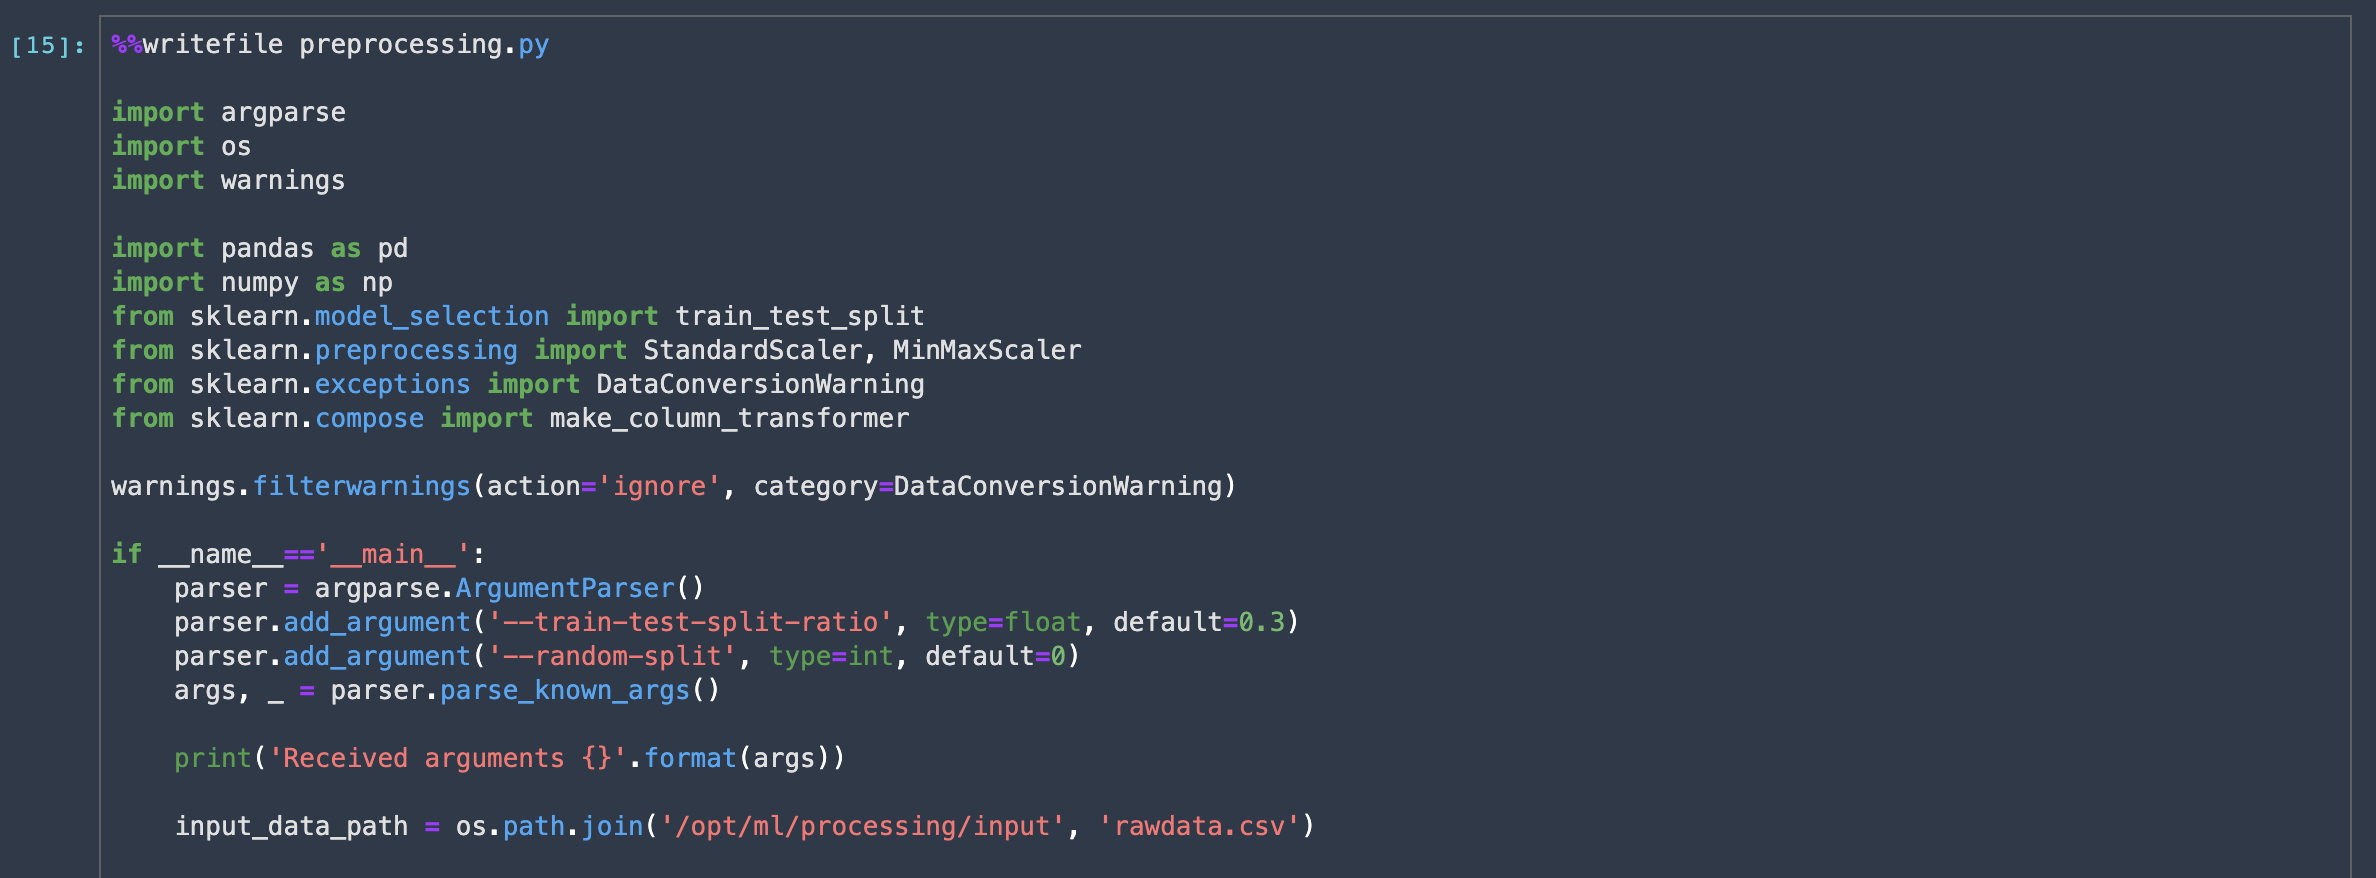 [15]: %%writefile preprocessing.py
import argparse
import os
import warnings
import pandas as pd
import numpy as np
from sklearn.model_selection import train_test_split
from sklearn.preprocessing import StandardScaler, MinMaxScaler
from sklearn.exceptions import DataConversionWarning
from sklearn.compose import make_column_transformer
warnings.filterwarnings(action='ignore', category=DataConversionWarning)
if __name__=='__main__':
    parser = argparse.ArgumentParser()
    parser.add_argument('--train-test-split-ratio', type=float, default=0.3)
    parser.add_argument('--random-split', type=int, default=0)
    args, _ = parser.parse_known_args()
    print('Received arguments {}'.format(args))
    input_data_path = os.path.join('/opt/ml/processing/input', 'rawdata.csv')